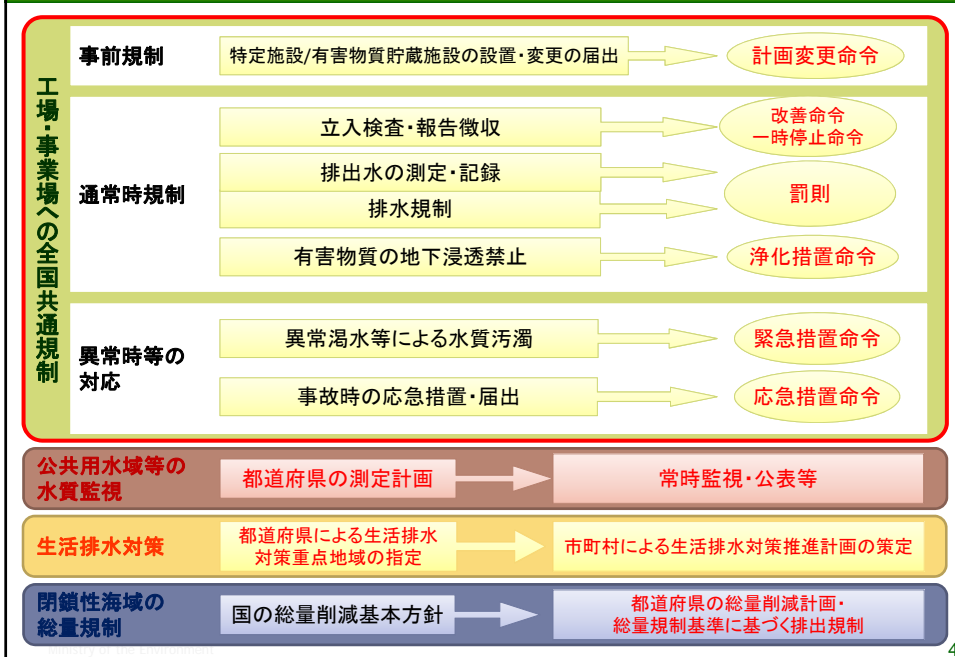 工場・事業場への全国共通規制
事前規制
特定施設/有害物質貯蔵施設の設置・変更の届出
計画変更命令
通常時規制
立入検査・報告徴収
改善命令
一時停止命令
排出水の測定・記録
排水規制
罰則
有害物質の地下浸透禁止
浄化措置命令
異常時等の
対応
異常渇水等による水質汚濁
緊急措置命令
事故時の応急措置・届出
応急措置命令
公共用水域等の
水質監視
都道府県の測定計画
常時監視・公表等
生活排水対策
都道府県による生活排水
対策重点地域の指定
市町村による生活排水対策推進計画の策定
閉鎖性海域の
総量規制
国の総量削減基本方針
都道府県の総量削減計画・
総量規制基準に基づく排出規制
Ministry of the Environment
4